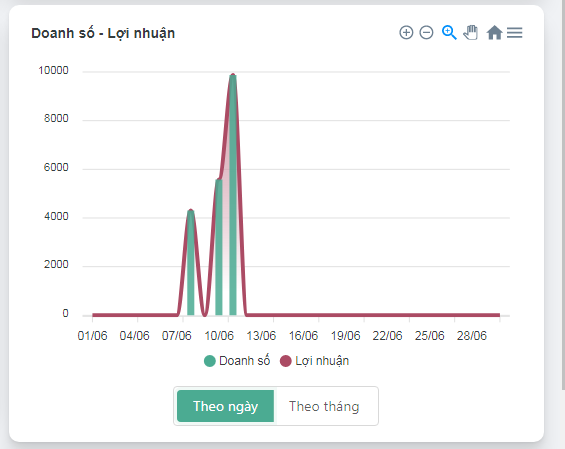 Doanh số - Lợi nhuận
10000
8000
6000
4000
2000
0
01/06 04/06 07/06 10/06 13/06 16/06 19/06 22/06 25/06 28/06
Doanh số Lợi nhuận
Theo ngày Theo tháng